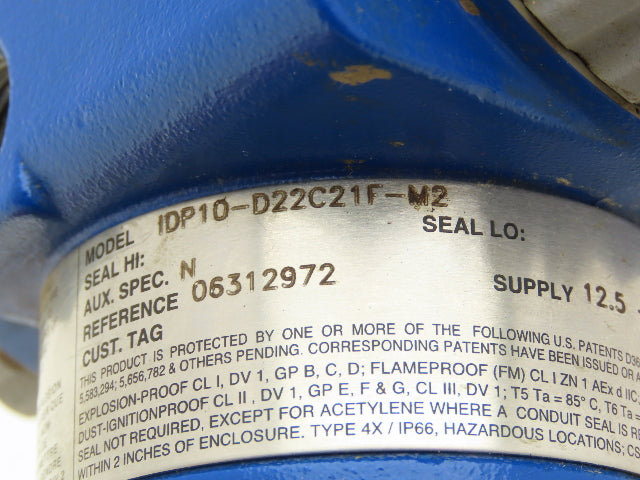 MODEL IDP10-D22C21F-M2
SEAL HI: SEAL LO:
AUX. SPEC. N
REFERENCE 06312972 SUPPLY 12.5
CUST. TAG
THIS PRODUCT IS PROTECTED BY ONE OR MORE OF THE FOLLOWING U.S. PATENTS D36
5,583,294; 5,656,782 & OTHERS PENDING. CORRESPONDING PATENTS HAVE BEEN ISSUED OR A
EXPLOSION-PROOF CL I, DV 1, GP B, C, D; FLAMEPROOF (FM) CL I ZN 1 AEx d IIC
DUST-IGNITIONPROOF CL II , DV 1, GP E, F & G, CL III, DV 1; T5 Ta = 85° C, T6 Ta
SEAL NOT REQUIRED, EXCEPT FOR ACETYLENE WHERE A CONDUIT SEAL IS RE
WITHIN 2 INCHES OF ENCLOSURE. TYPE 4X / IP66, HAZARDOUS LOCATIONS; CS